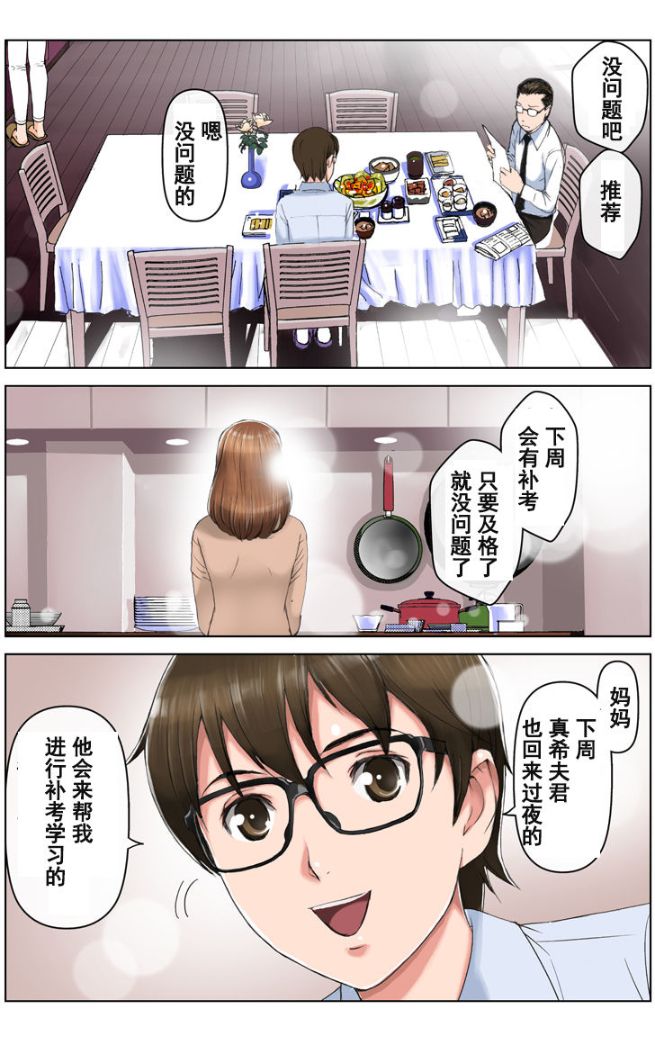 没问题吧
推荐
嗯
没问题的
下周
会有补考
只要及格了
就没问题了
妈妈
下周
真希夫君
也回来过夜的
他会来帮我
进行补考学习的